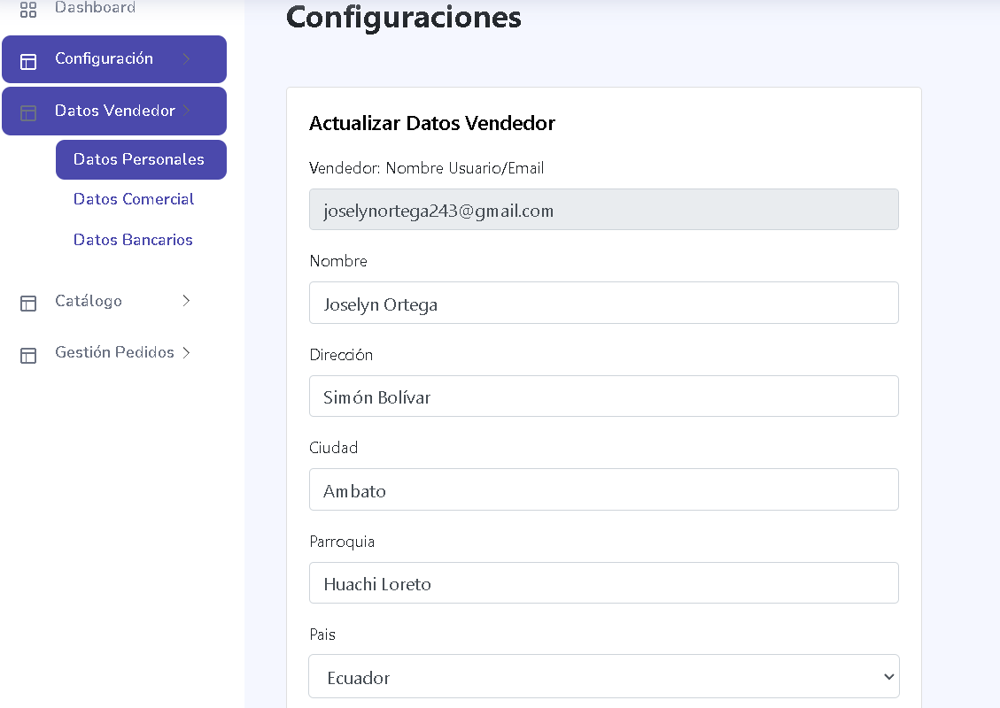 Dashboard
Configuración
Datos Vendedor
Datos Personales
Datos Comercial
Datos Bancarios
Catálogo
Gestión Pedidos
Configuraciones
Actualizar Datos Vendedor
Vendedor: Nombre Usuario/Email
joselynortega243@gmail.com
Nombre
Joselyn Ortega
Dirección
Simón Bolívar
Ciudad
Ambato
Parroquia
Huachi Loreto
Pais
Ecuador